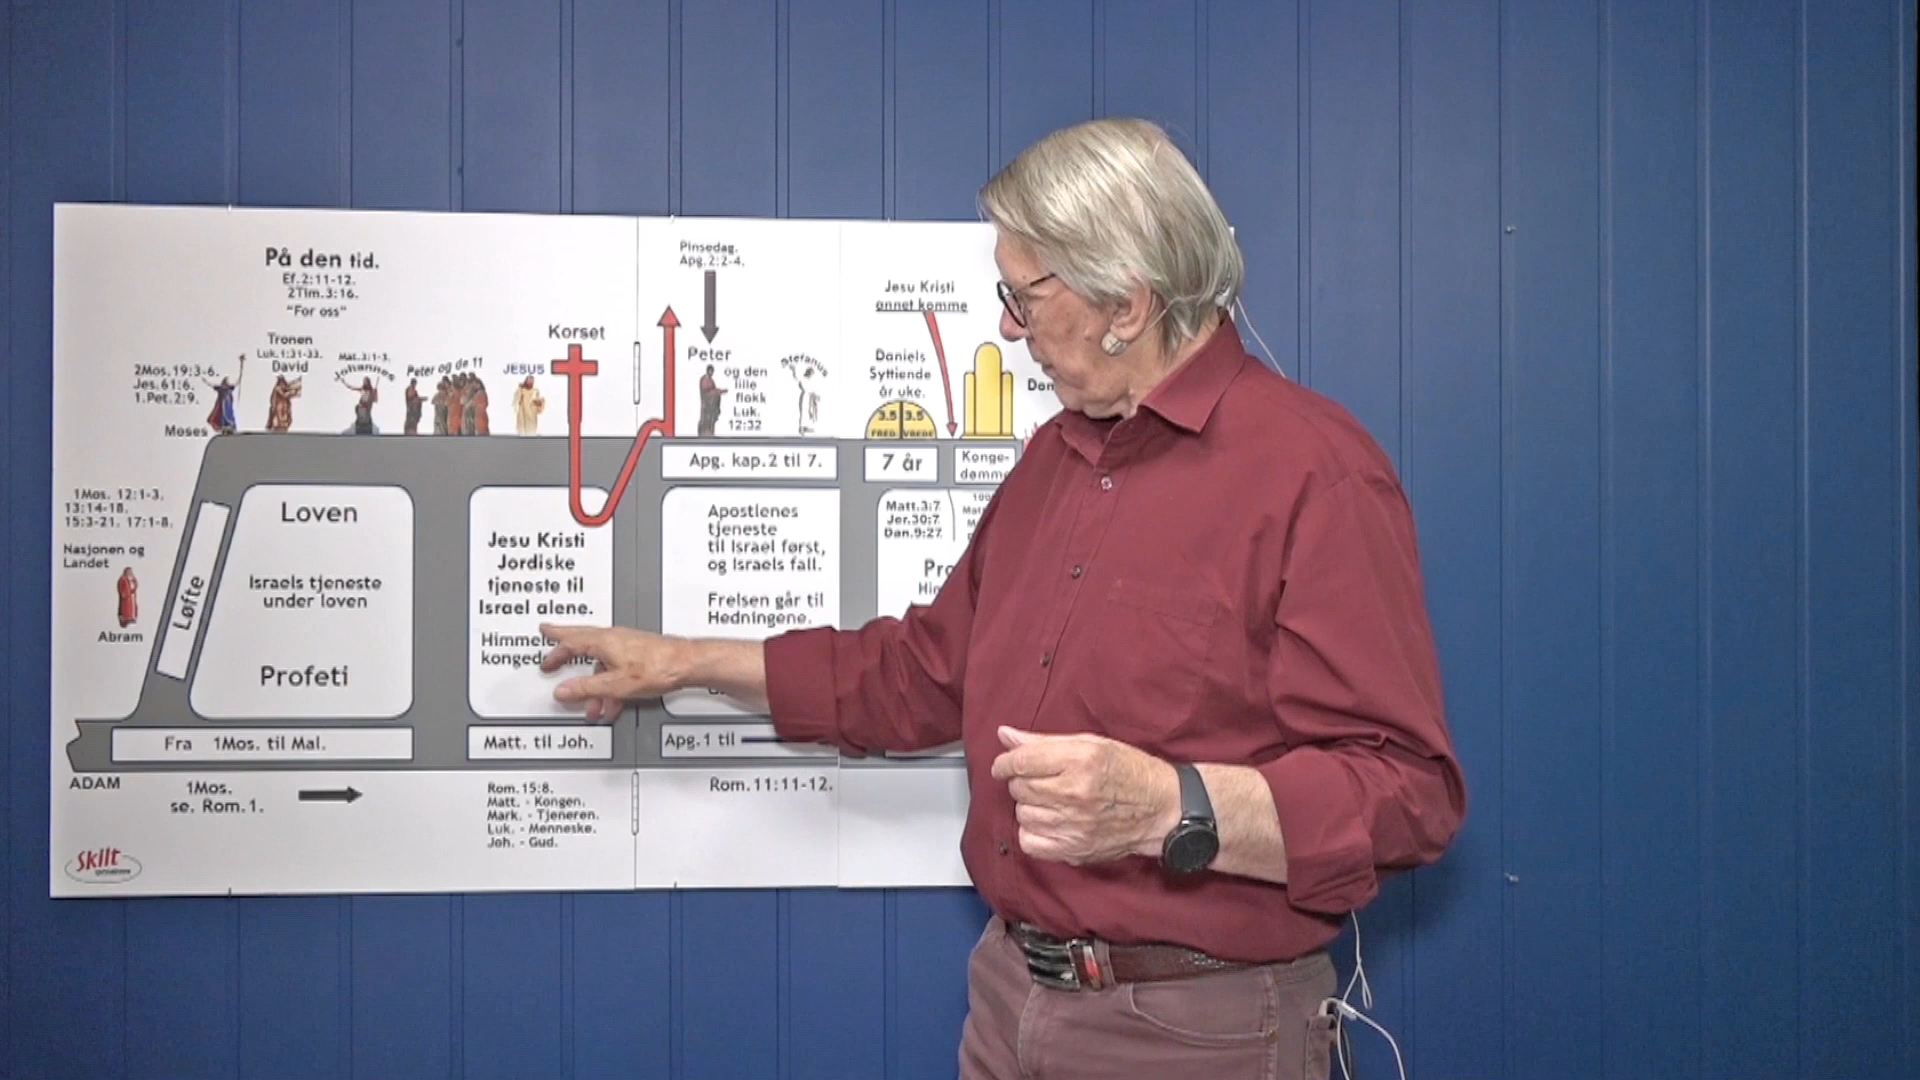 På den tid.
Ef.2:11-12.
2Tim.3:16.
"For oss"
Tronen
Luk.1:31-33.
David
2Mos.19:3-6.
Jes.61:6.
1.Pet.2:9.
Moses
Mat.3:1-3.
Johannes
Peter og de 11
JESUS
Korset
Pinsedag.
Apg.2:2-4.
Peter
og den
lille
flokk
Luk.
12:32
Stefanus
Jesu Kristi
annet komme
Daniels
Syttiende
år uke.
3.5 3.5
FRED VREDE
Apg. kap.2 til 7.
7 år
Konge-
dømme
1Mos. 12:1-3.
13:14-18.
15:3-21. 17:1-8.
Nasjonen og
Landet
Abram
Løfte
Loven
Israels tjeneste
under loven
Profeti
Jesu Kristi
Jordiske
tjeneste til
Israel alene.
Apostlenes
tjeneste
til Israel først,
og Israels fall.
Frelsen går til
Hedningene.
Matt.3:7
Jer.30:7
Dan.9:27
Fra 1Mos. til Mal.
Matt. til Joh.
Apg.1 til
ADAM
1Mos.
se. Rom.1.
Rom.15:8.
Matt. - Kongen.
Mark. - Tjeneren.
Luk. - Menneske.
Joh. - Gud.
Rom.11:11-12.
Skilt